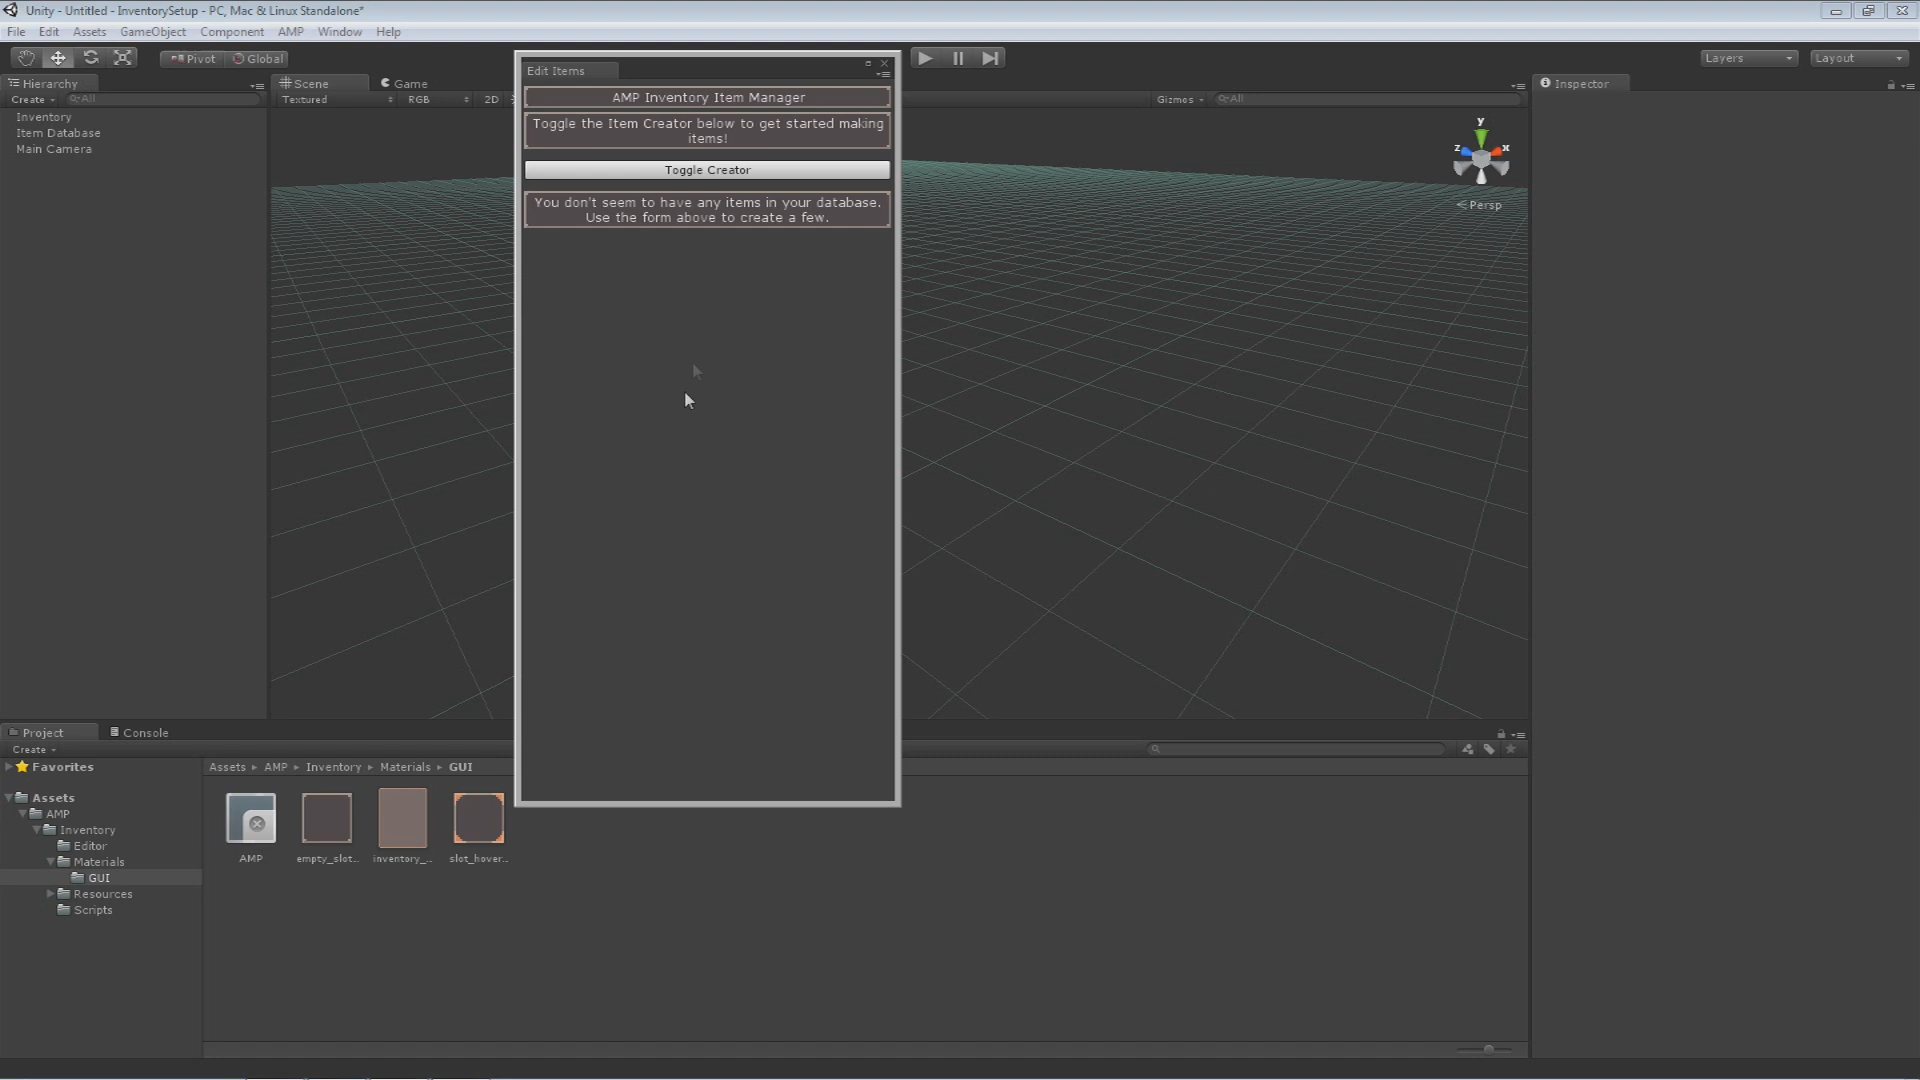 Unity - Untitled - InventorySetup - PC, Mac & Linux Standalone*
File Edit Assets GameObject Component AMP Window Help
Pivot Global
Layers Layout
Hierarchy
Create All
Inventory
Item Database
Main Camera
Scene Game
Textured RGB 2D
Gizmos All
y
z x
Persp
Inspector
Edit Items
AMP Inventory Item Manager
Toggle the Item Creator below to get started making
items!
Toggle Creator
You don't seem to have any items in your database.
Use the form above to create a few.
Project Console
Create
Favorites
Assets
AMP
Inventory
Editor
Materials
GUI
Resources
Scripts
Assets AMP Inventory Materials GUI
AMP empty_slot... inventory_... slot_hover...